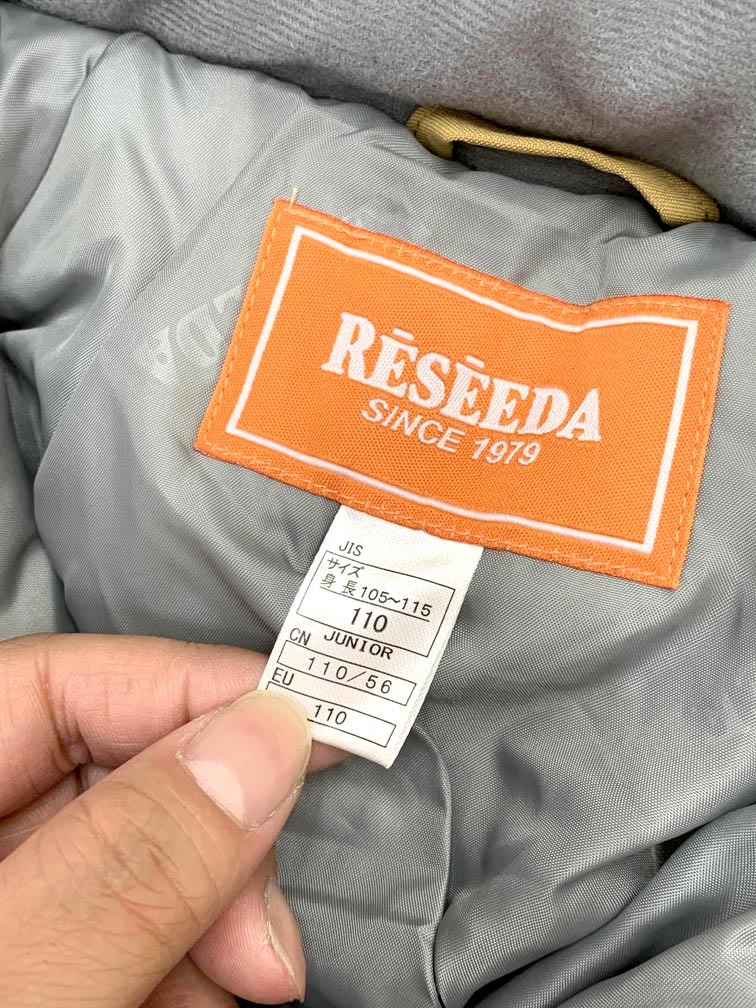 RĒSĒEDA
SINCE 1979
JIS
サイズ
身長105~115
110
CN JUNIOR
110/56
EU
110
EDA